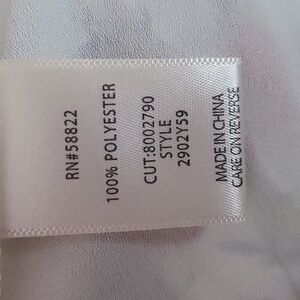 RN#58822
100% POLYESTER
CUT:8002790
STYLE
2902Y59
MADE IN CHINA
CARE ON REVERSE